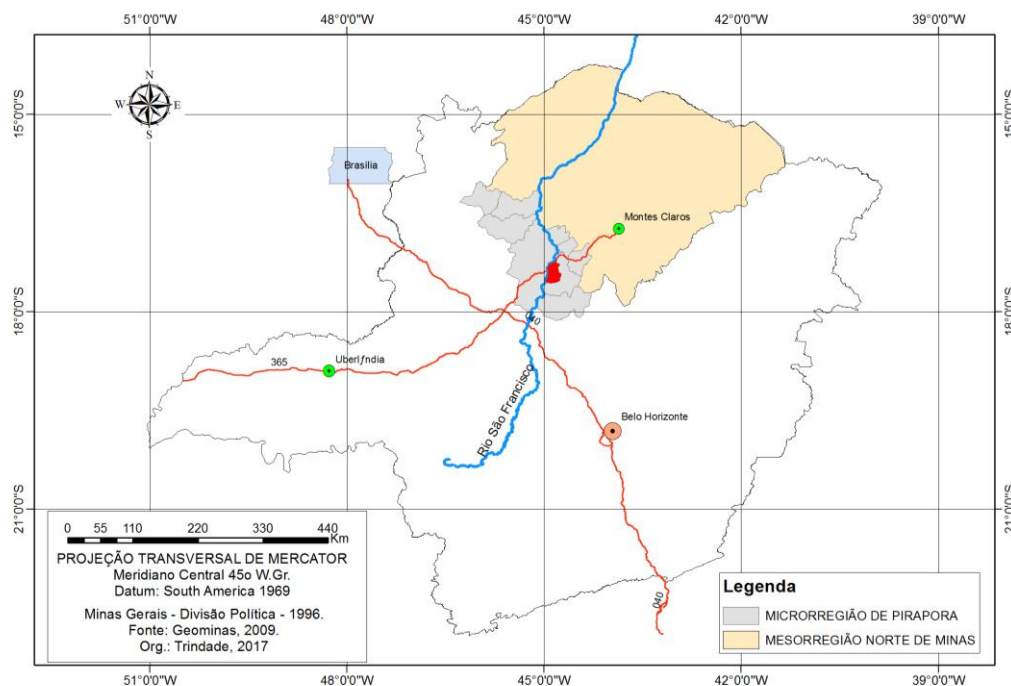 51°0'0"W 48°0'0"W 45°0'0"W 42°0'0"W 39°0'0"W
N
W E
S
15°0'0"S 15°0'0"S
Brasília
Montes Claros
18°0'0"S 18°0'0"S
040
365
Uberlƒndia
Rio São Francisco
Belo Horizonte
21°0'0"S 21°0'0"S
040
0 55 110 220 330 440
Km
PROJEÇÃO TRANSVERSAL DE MERCATOR
Meridiano Central 45o W.Gr.
Datum: South America 1969
Minas Gerais - Divisão Política - 1996.
Fonte: Geominas, 2009.
Org.: Trindade, 2017
Legenda
MICRORREGIÃO DE PIRAPORA
MESORREGIÃO NORTE DE MINAS
51°0'0"W 48°0'0"W 45°0'0"W 42°0'0"W 39°0'0"W